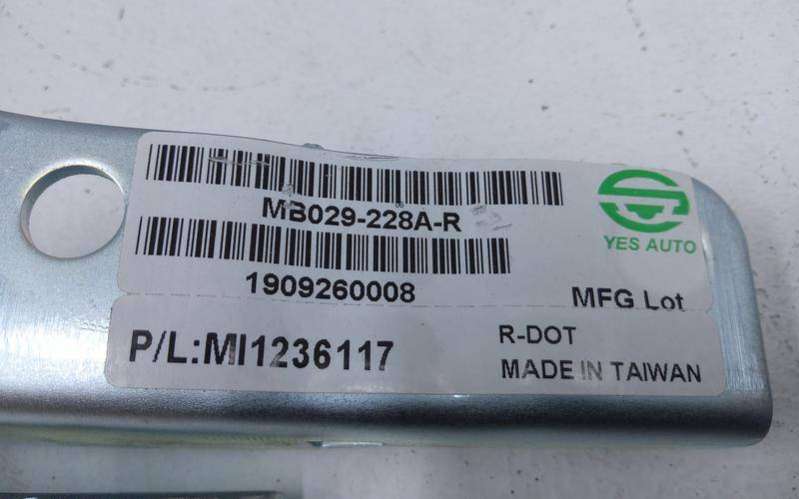 MB029-228A-R
YES AUTO
1909260008
MFG Lot
P/L:MI1236117
R-DOT
MADE IN TAIWAN